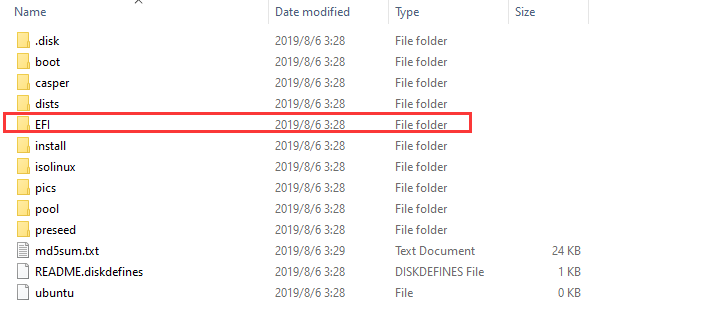 Name Date modified Type Size
.disk 2019/8/6 3:28 File folder
boot 2019/8/6 3:28 File folder
casper 2019/8/6 3:28 File folder
dists 2019/8/6 3:28 File folder
EFI 2019/8/6 3:28 File folder
install 2019/8/6 3:28 File folder
isolinux 2019/8/6 3:28 File folder
pics 2019/8/6 3:28 File folder
pool 2019/8/6 3:28 File folder
preseed 2019/8/6 3:28 File folder
md5sum.txt 2019/8/6 3:29 Text Document 24 KB
README.diskdefines 2019/8/6 3:28 DISKDEFINES File 1 KB
ubuntu 2019/8/6 3:28 File 0 KB